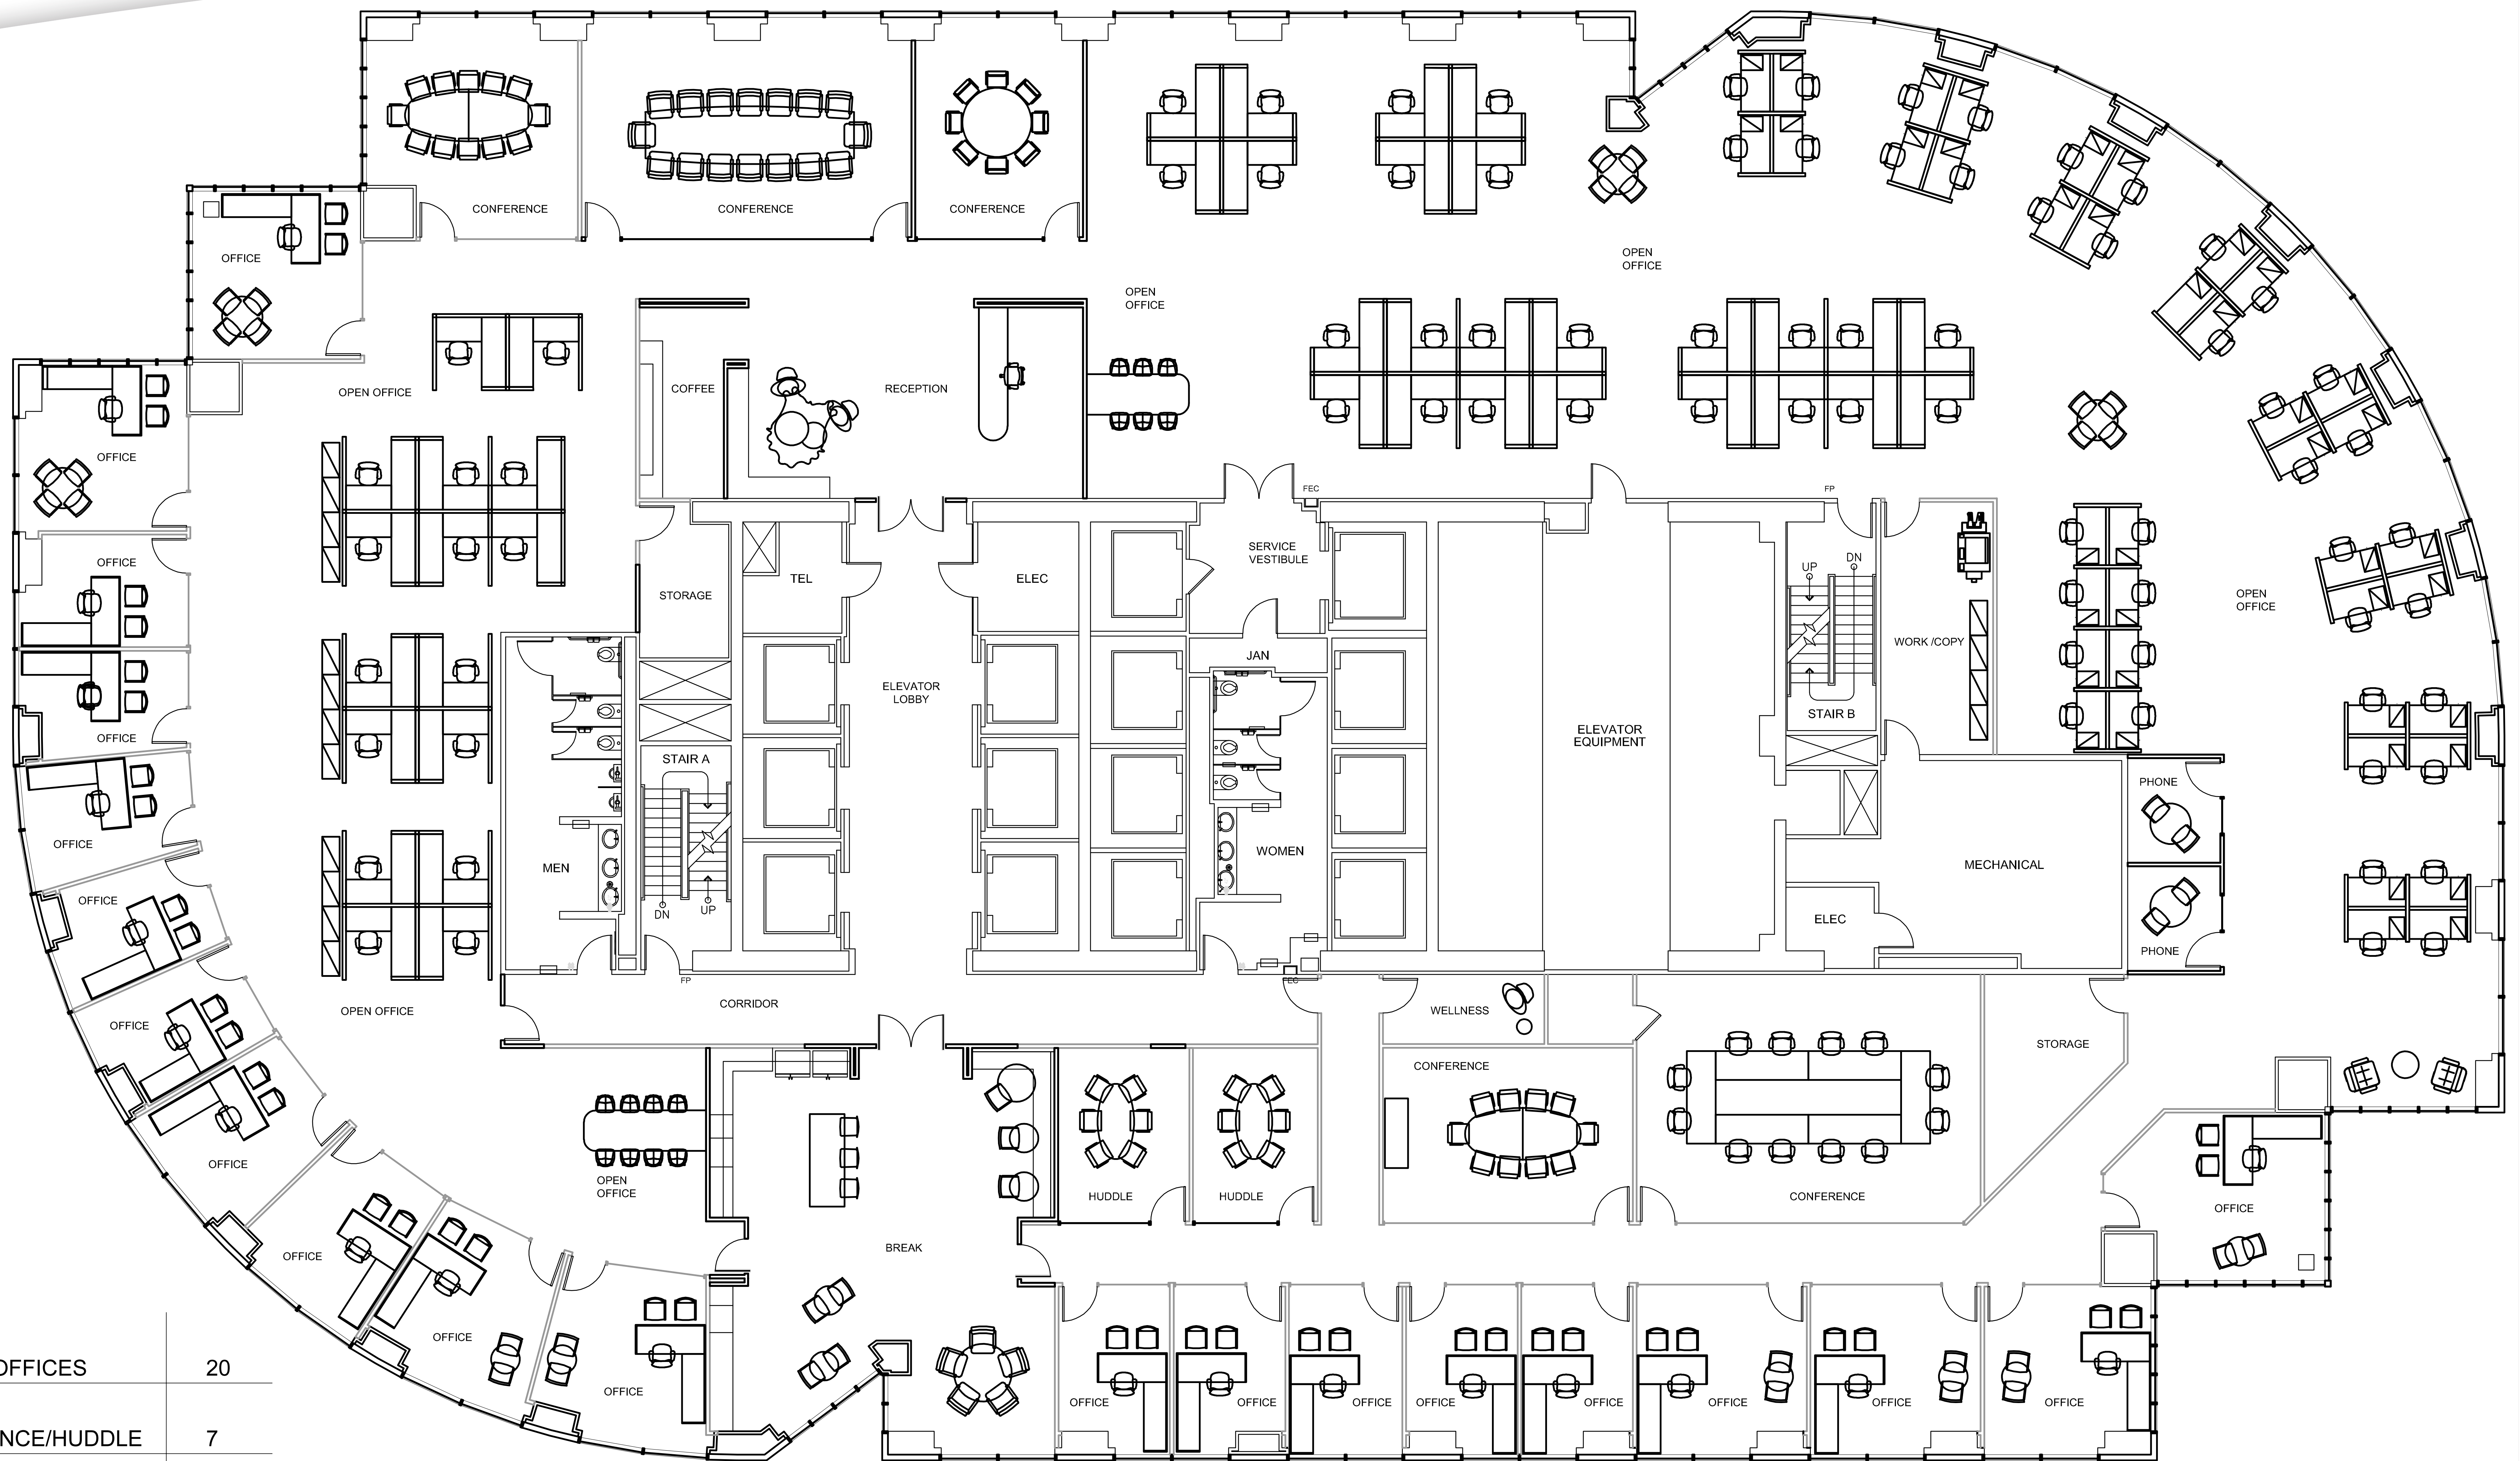 CONFERENCE
CONFERENCE
CONFERENCE
OFFICE
OPEN
OFFICE
OPEN
OFFICE
OPEN OFFICE
COFFEE
RECEPTION
OFFICE
FEC
FP
OFFICE
TEL
ELEC
SERVICE
VESTIBULE
UP
DN
STORAGE
OPEN
OFFICE
WORK /COPY
JAN
ELEVATOR
LOBBY
STAIR B
OFFICE
ELEVATOR
EQUIPMENT
STAIR A
PHONE
OFFICE
WOMEN
MEN
MECHANICAL
OFFICE
DN
UP
ELEC
PHONE
FP
FEC
CORRIDOR
OPEN OFFICE
WELLNESS
OFFICE
STORAGE
CONFERENCE
OFFICE
OPEN
OFFICE
HUDDLE
HUDDLE
CONFERENCE
OFFICE
BREAK
OFFICE
OFFICE
OFFICE
OFFICE
OFFICE
OFFICE
OFFICE
OFFICE
OFFICE
OFFICE
OFFICE
OFFICES 20
NCE/HUDDLE 7